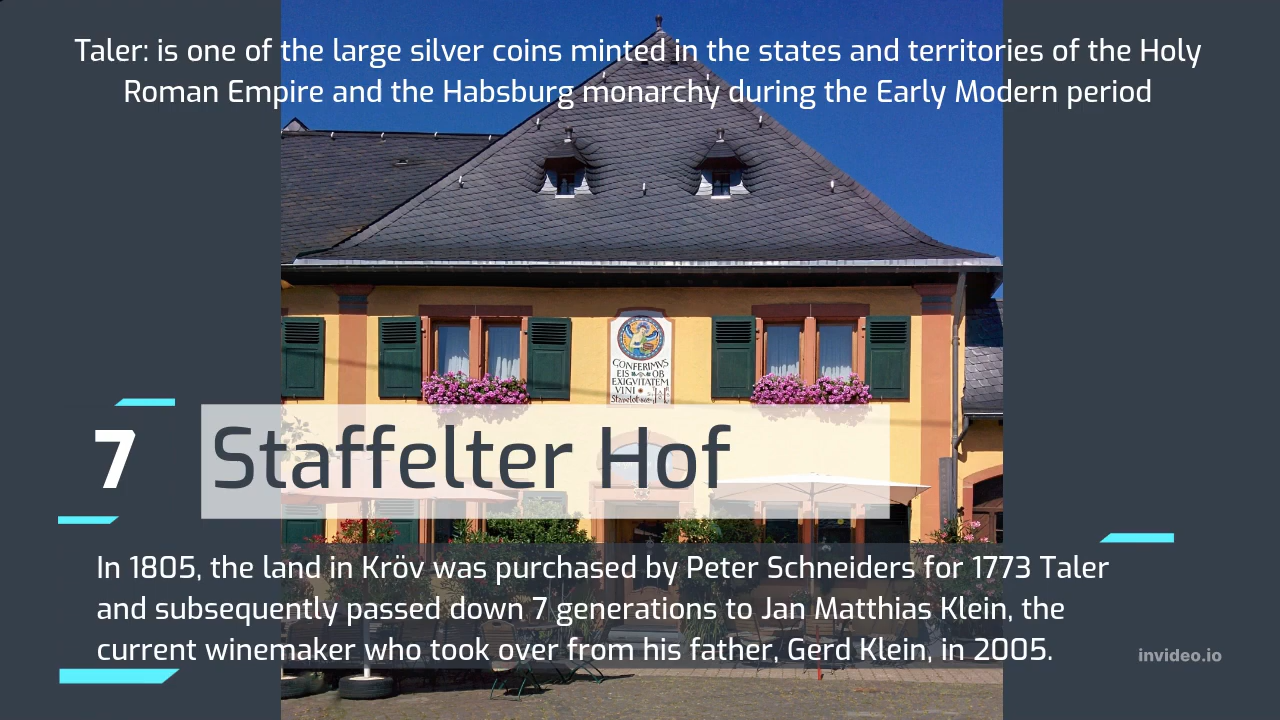 Taler: is one of the large silver coins minted in the states and territories of the Holy
Roman Empire and the Habsburg monarchy during the Early Modern period
CONFERIMVS
EIS OB
EXIGVITATEM
VINI
7
Staffelter Hof
In 1805, the land in Kröv was purchased by Peter Schneiders for 1773 Taler
and subsequently passed down 7 generations to Jan Matthias Klein, the
current winemaker who took over from his father, Gerd Klein, in 2005.
invideo.io